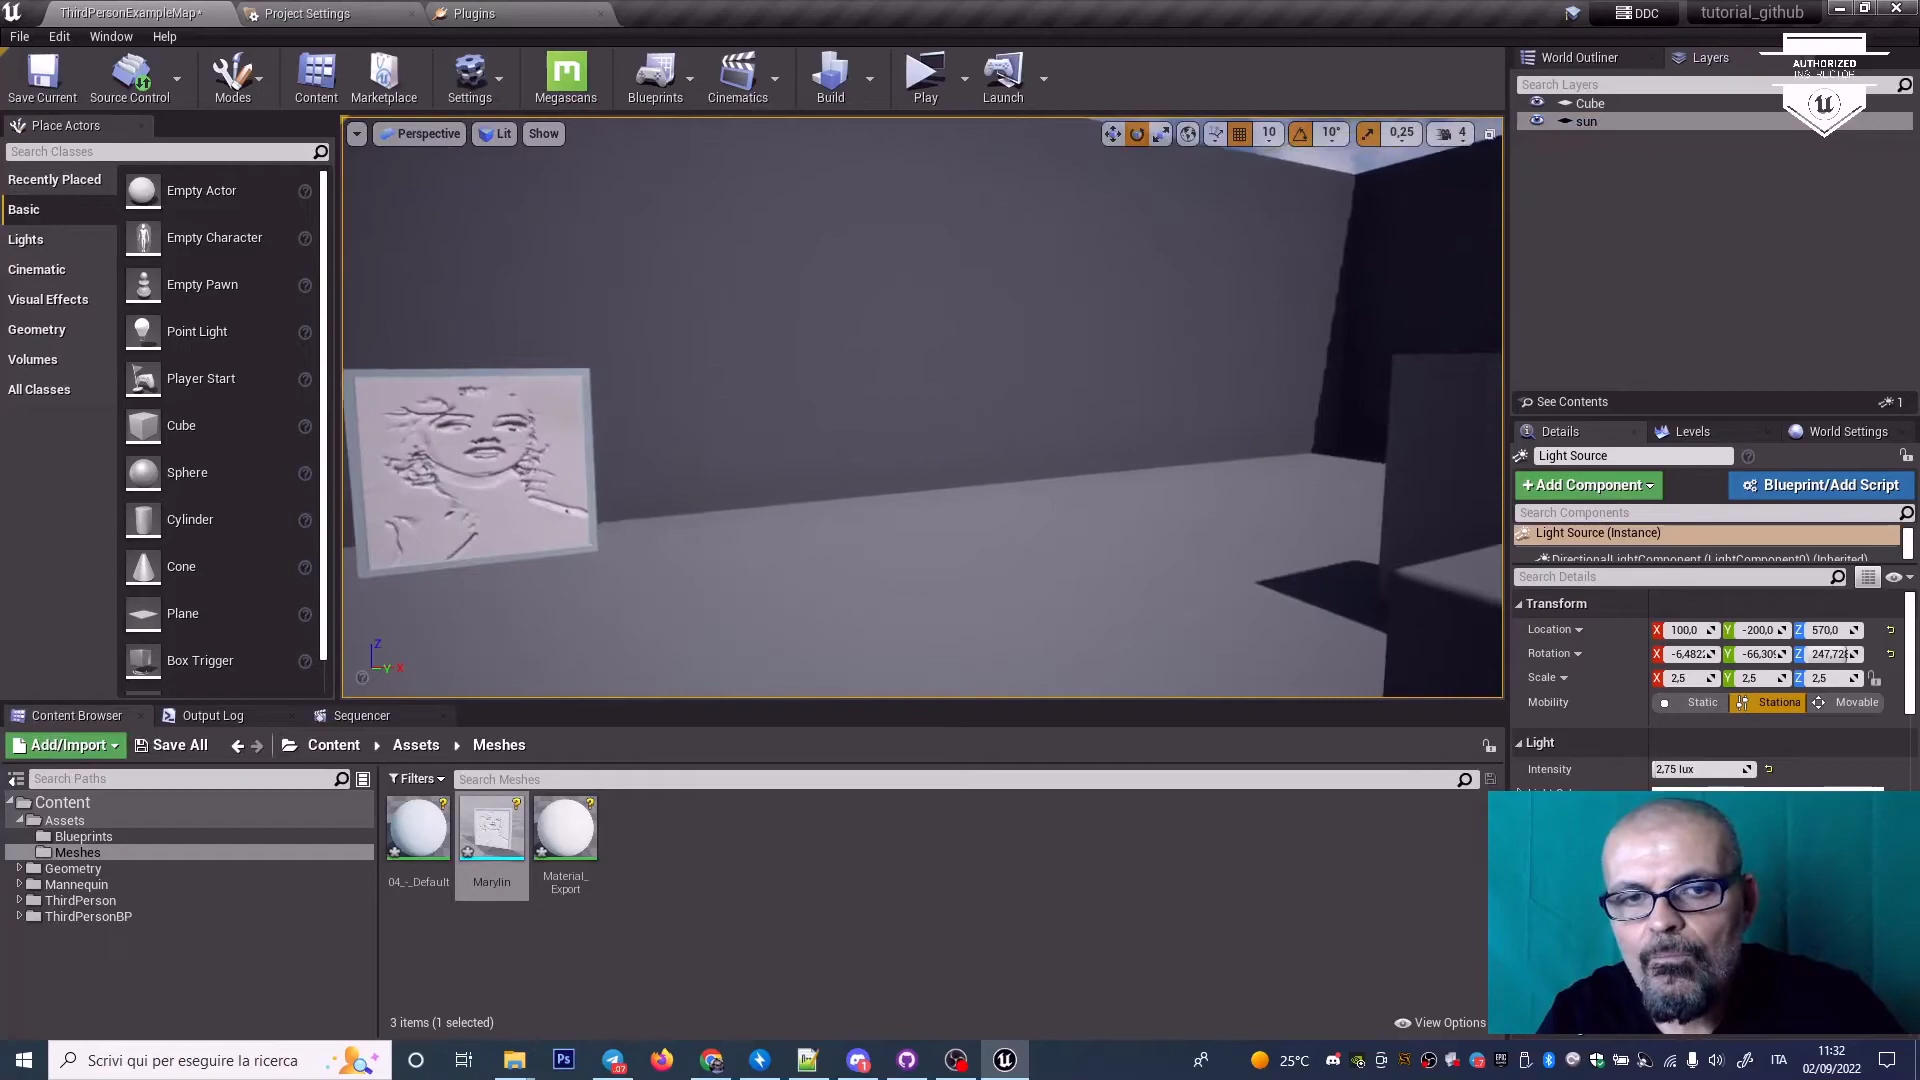 ThirdPersonExampleMap*
Project Settings
Plugins
DDC
tutorial_github
File
Edit
Window
Help
Save Current
Source Control
Modes
Content
Marketplace
Settings
Megascans
Blueprints
Cinematics
Build
Play
Launch
World Outliner
Layers
AUTHORIZED
INSTRUCTOR
Search Layers
Cube
sun
Place Actors
Search Classes
Recently Placed
Basic
Lights
Cinematic
Visual Effects
Geometry
Volumes
All Classes
Empty Actor
Empty Character
Empty Pawn
Point Light
Player Start
Cube
Sphere
Cylinder
Cone
Plane
Box Trigger
Perspective
Lit
Show
10
10°
0,25
4
Z
Y
X
See Contents
1
Details
Levels
World Settings
Light Source
+Add Component
Blueprint/Add Script
Search Components
Light Source (Instance)
DirectionalLightComponent (LightComponent0) (Inherited)
Search Details
Transform
Location X 100,0 Y -200,0 Z 570,0
Rotation X -6,482 Y -66,309 Z 247,728
Scale X 2,5 Y 2,5 Z 2,5
Mobility Static Stationa Movable
Light
Intensity 2,75 lux
Content Browser
Output Log
Sequencer
Add/Import
Save All
Content
Assets
Meshes
Search Paths
Filters
Search Meshes
Content
Assets
Blueprints
Meshes
Geometry
Mannequin
ThirdPerson
ThirdPersonBP
04_-_Default
Marylin
Material_
Export
3 items (1 selected)
View Options
Scrivi qui per eseguire la ricerca
Ps
25°C
ITA
11:32
02/09/2022